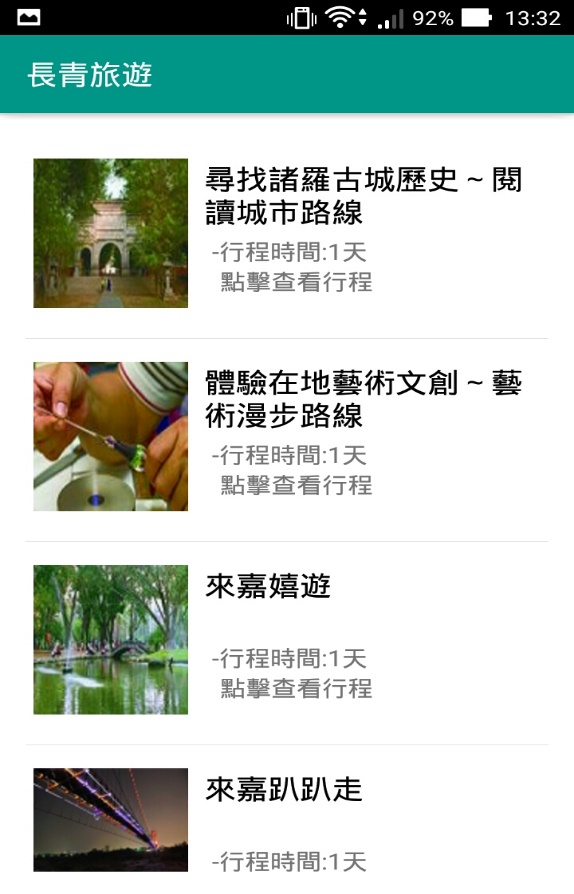 92% 13:32
長青旅遊
尋找諸羅古城歷史 ~ 閱
讀城市路線
-行程時間:1天
點擊查看行程
體驗在地藝術文創 ~ 藝
術漫步路線
-行程時間:1天
點擊查看行程
來嘉嬉遊
-行程時間:1天
點擊查看行程
來嘉趴趴走
-行程時間:1天